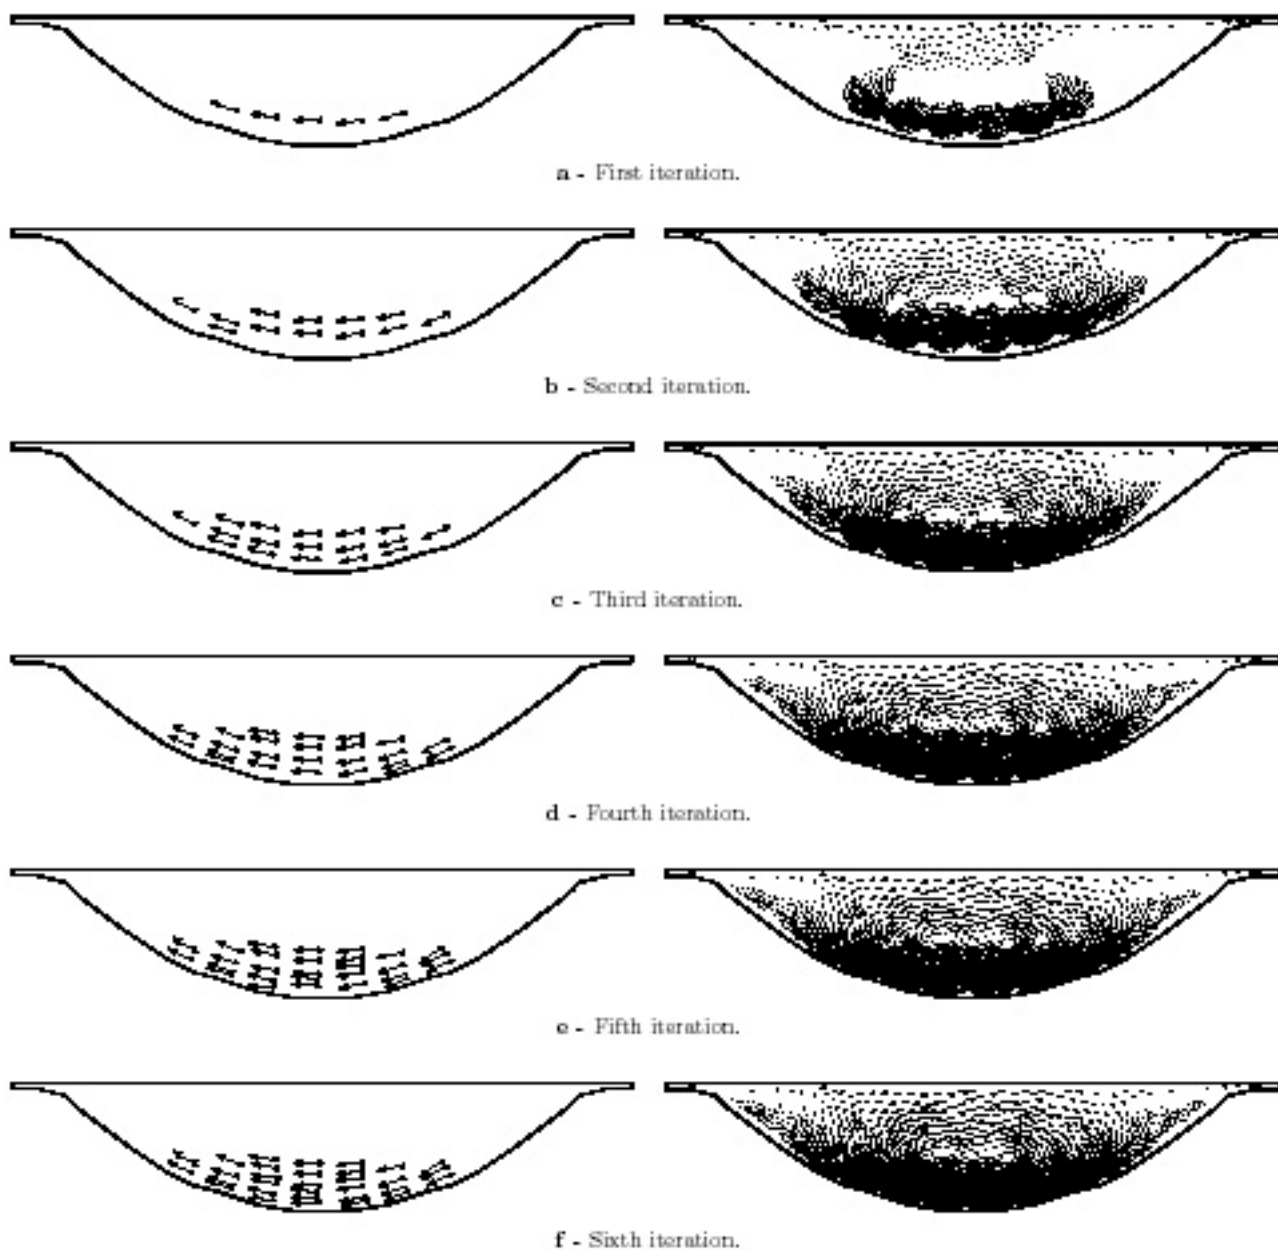 a - First iteration.
b - Second iteration.
c - Third iteration.
d - Fourth iteration.
e - Fifth iteration.
f - Sixth iteration.